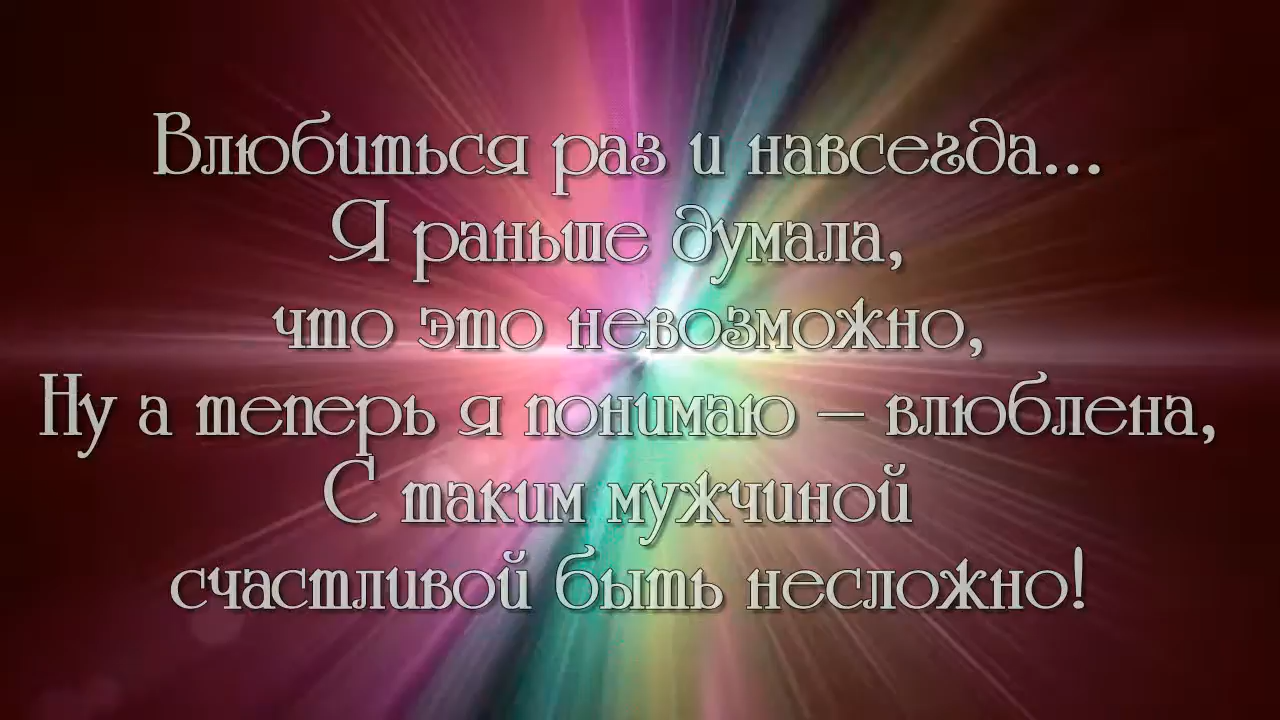 Влюбиться раз и навсегда...
Я раньше думала,
что это невозможно,
Ну а теперь я понимаю – влюблена,
С таким мужчиной
счастливой быть несложно!